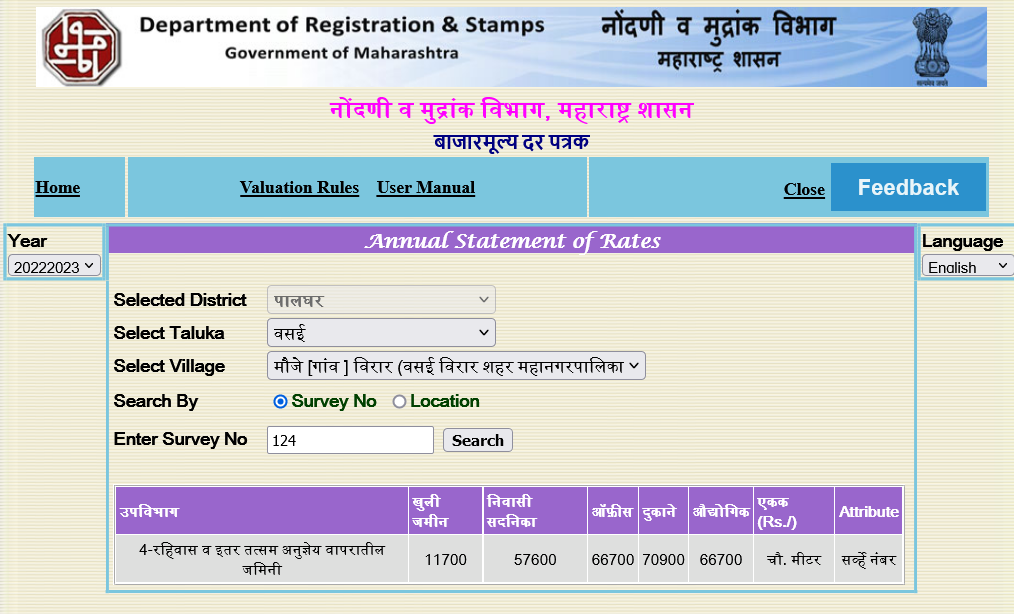 Department of Registration & Stamps
Government of Maharashtra
नोंदणी व मुद्रांक विभाग
महाराष्ट्र शासन
नोंदणी व मुद्रांक विभाग, महाराष्ट्र शासन
बाजारमूल्य दर पत्रक
Home Valuation Rules User Manual Close Feedback
Year
20222023
Annual Statement of Rates
Language
English
Selected District पालघर
Select Taluka वसई
Select Village मौजे [गांव ] विरार (वसई विरार शहर महानगरपालिका
Search By Survey No Location
Enter Survey No 124 Search
उपविभाग खुली जमीन निवासी सदनिका ऑफ़ीस दुकाने औद्योगिक एकक (Rs./) Attribute
4-रहिवास व इतर तत्सम अनुज्ञेय वापरातील जमिनी 11700 57600 66700 70900 66700 चौ. मीटर सर्व्हे नंबर